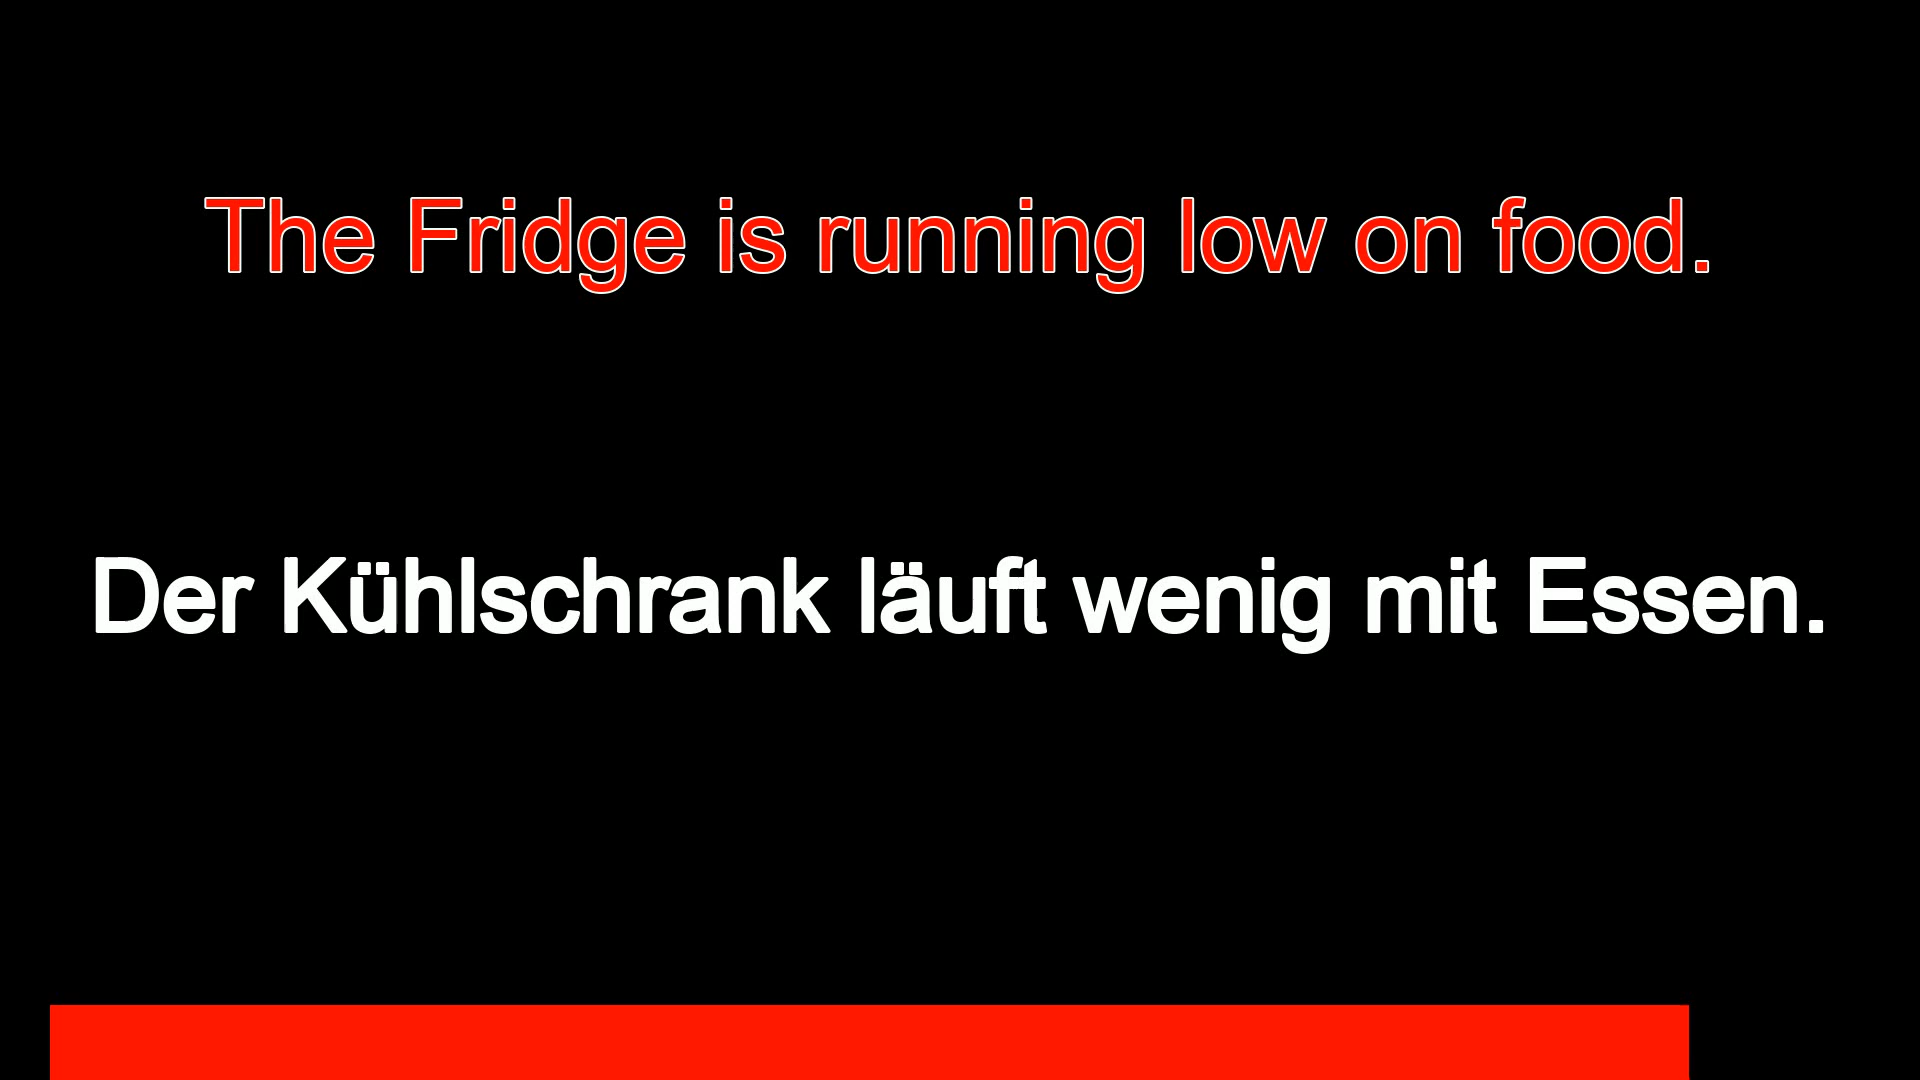 The Fridge is running low on food.
Der Kühlschrank läuft wenig mit Essen.